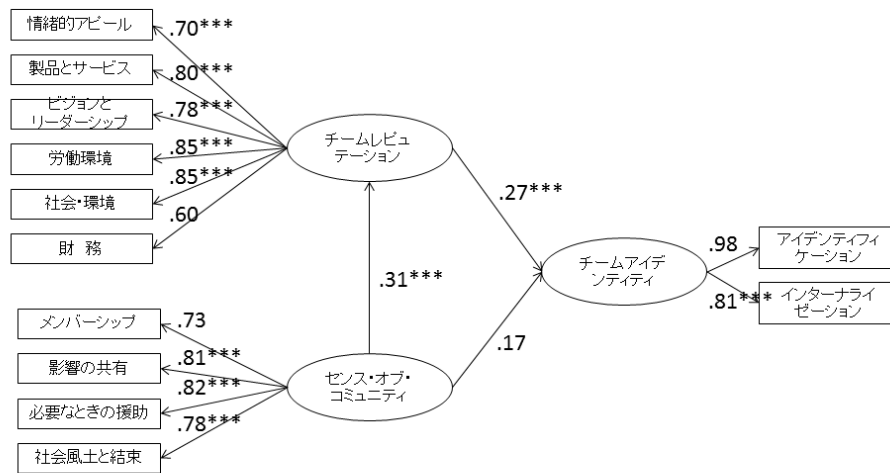 情緒的アピール
.70***
製品とサービス
.80***
ビジョンと
リーダーシップ
.78***
労働環境
.85***
社会・環境
.85***
財 務
.60
チームレピュ
テーション
.27***
.31***
チームアイデ
ンティティ
.98
アイデンティフィ
ケーション
.81***
インターナライ
ゼーション
メンバーシップ
.73
影響の共有
.81***
必要なときの援助
.82***
社会風土と結束
.78***
センス・オブ・
コミュニティ
.17